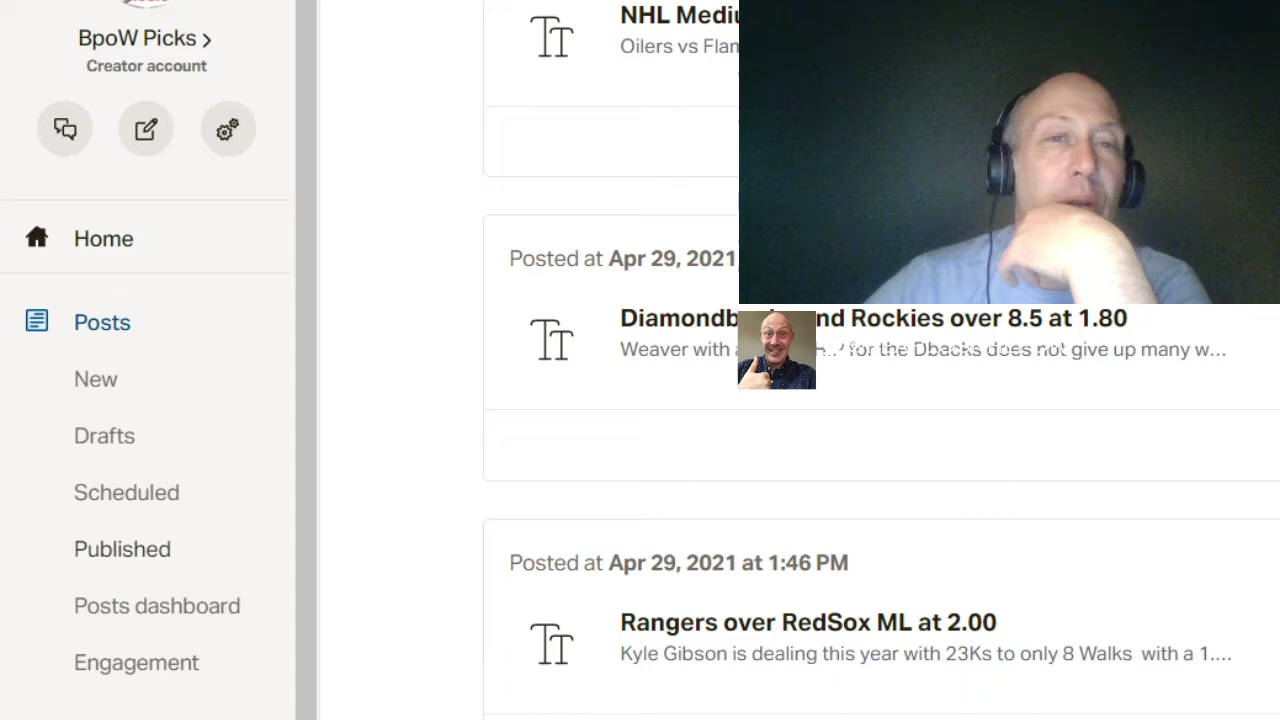 BpoW Picks
Creator account
Home
Posts
New
Drafts
Scheduled
Published
Posts dashboard
Engagement
NHL
Oilers vs
Posted at Apr 29, 2021
nd Rockies over 8.5 at 1.80
Weaver with for the Dbacks does not give up many w...
Posted at Apr 29, 2021 at 1:46 PM
Rangers over RedSox ML at 2.00
Kyle Gibson is dealing this year with 23Ks to only 8 Walks with a 1....